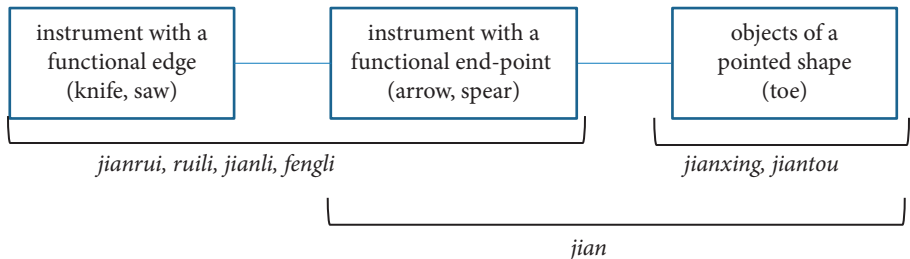 instrument with a
functional edge
(knife, saw)
instrument with a
functional end-point
(arrow, spear)
objects of a
pointed shape
(toe)
jianrui, ruili, jianli, fengli
jianxing, jiantou
jian